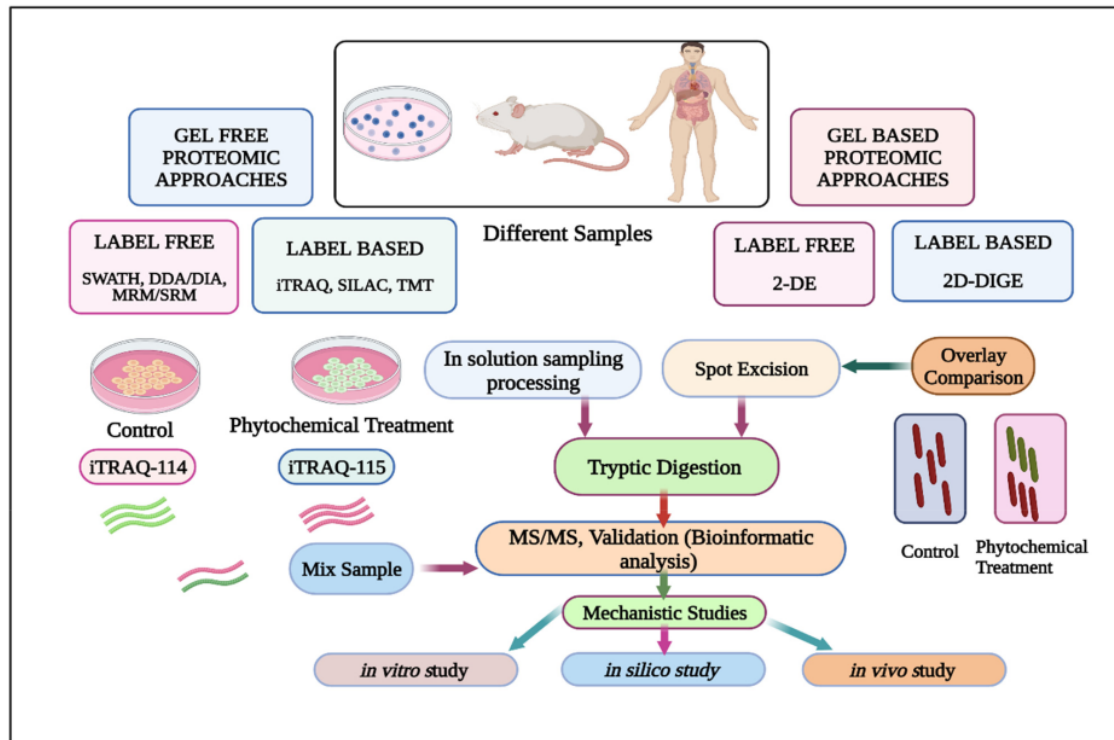 GEL FREE
PROTEOMIC
APPROACHES
GEL BASED
PROTEOMIC
APPROACHES
Different Samples
LABEL FREE
SWATH, DDA/DIA,
MRM/SRM
LABEL BASED
iTRAQ, SILAC, TMT
LABEL FREE
2-DE
LABEL BASED
2D-DIGE
In solution sampling
processing
Spot Excision
Overlay
Comparison
Control
Phytochemical Treatment
iTRAQ-114
iTRAQ-115
Tryptic Digestion
MS/MS, Validation (Bioinformatic
analysis)
Mix Sample
Control
Phytochemical
Treatment
Mechanistic Studies
in vitro study
in silico study
in vivo study